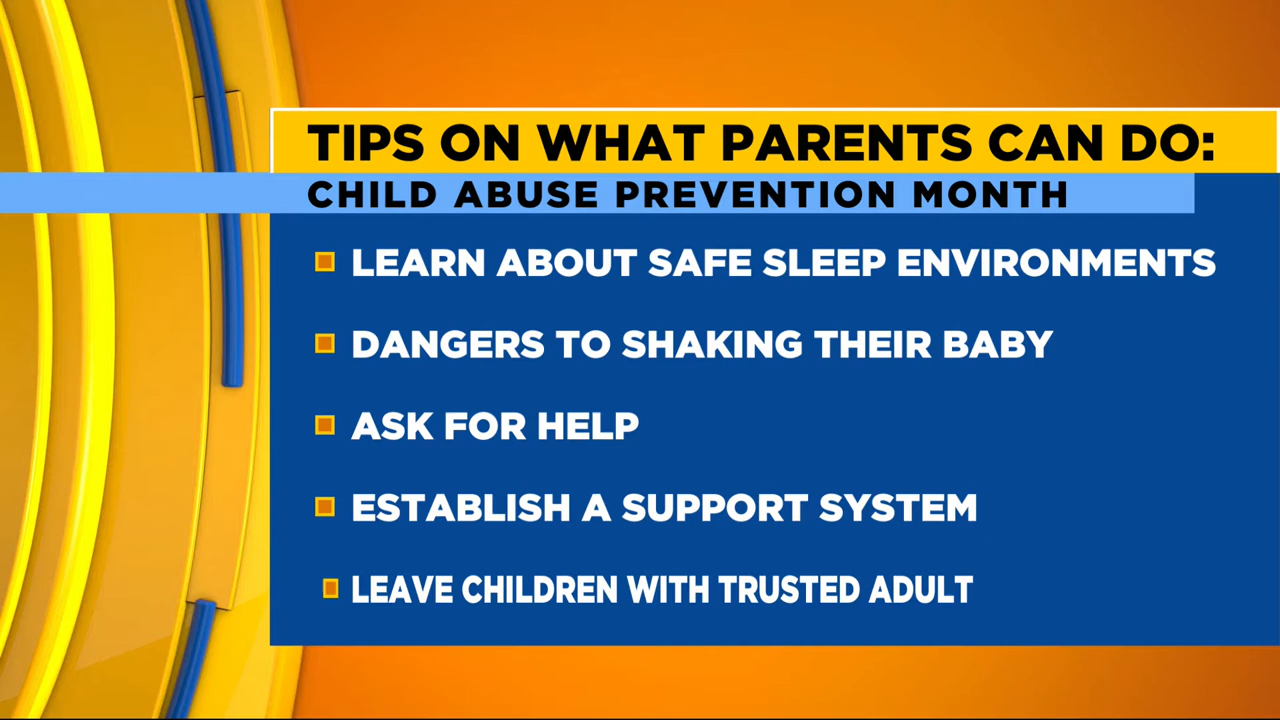 TIPS ON WHAT PARENTS CAN DO:
CHILD ABUSE PREVENTION MONTH
LEARN ABOUT SAFE SLEEP ENVIRONMENTS
DANGERS TO SHAKING THEIR BABY
ASK FOR HELP
ESTABLISH A SUPPORT SYSTEM
LEAVE CHILDREN WITH TRUSTED ADULT